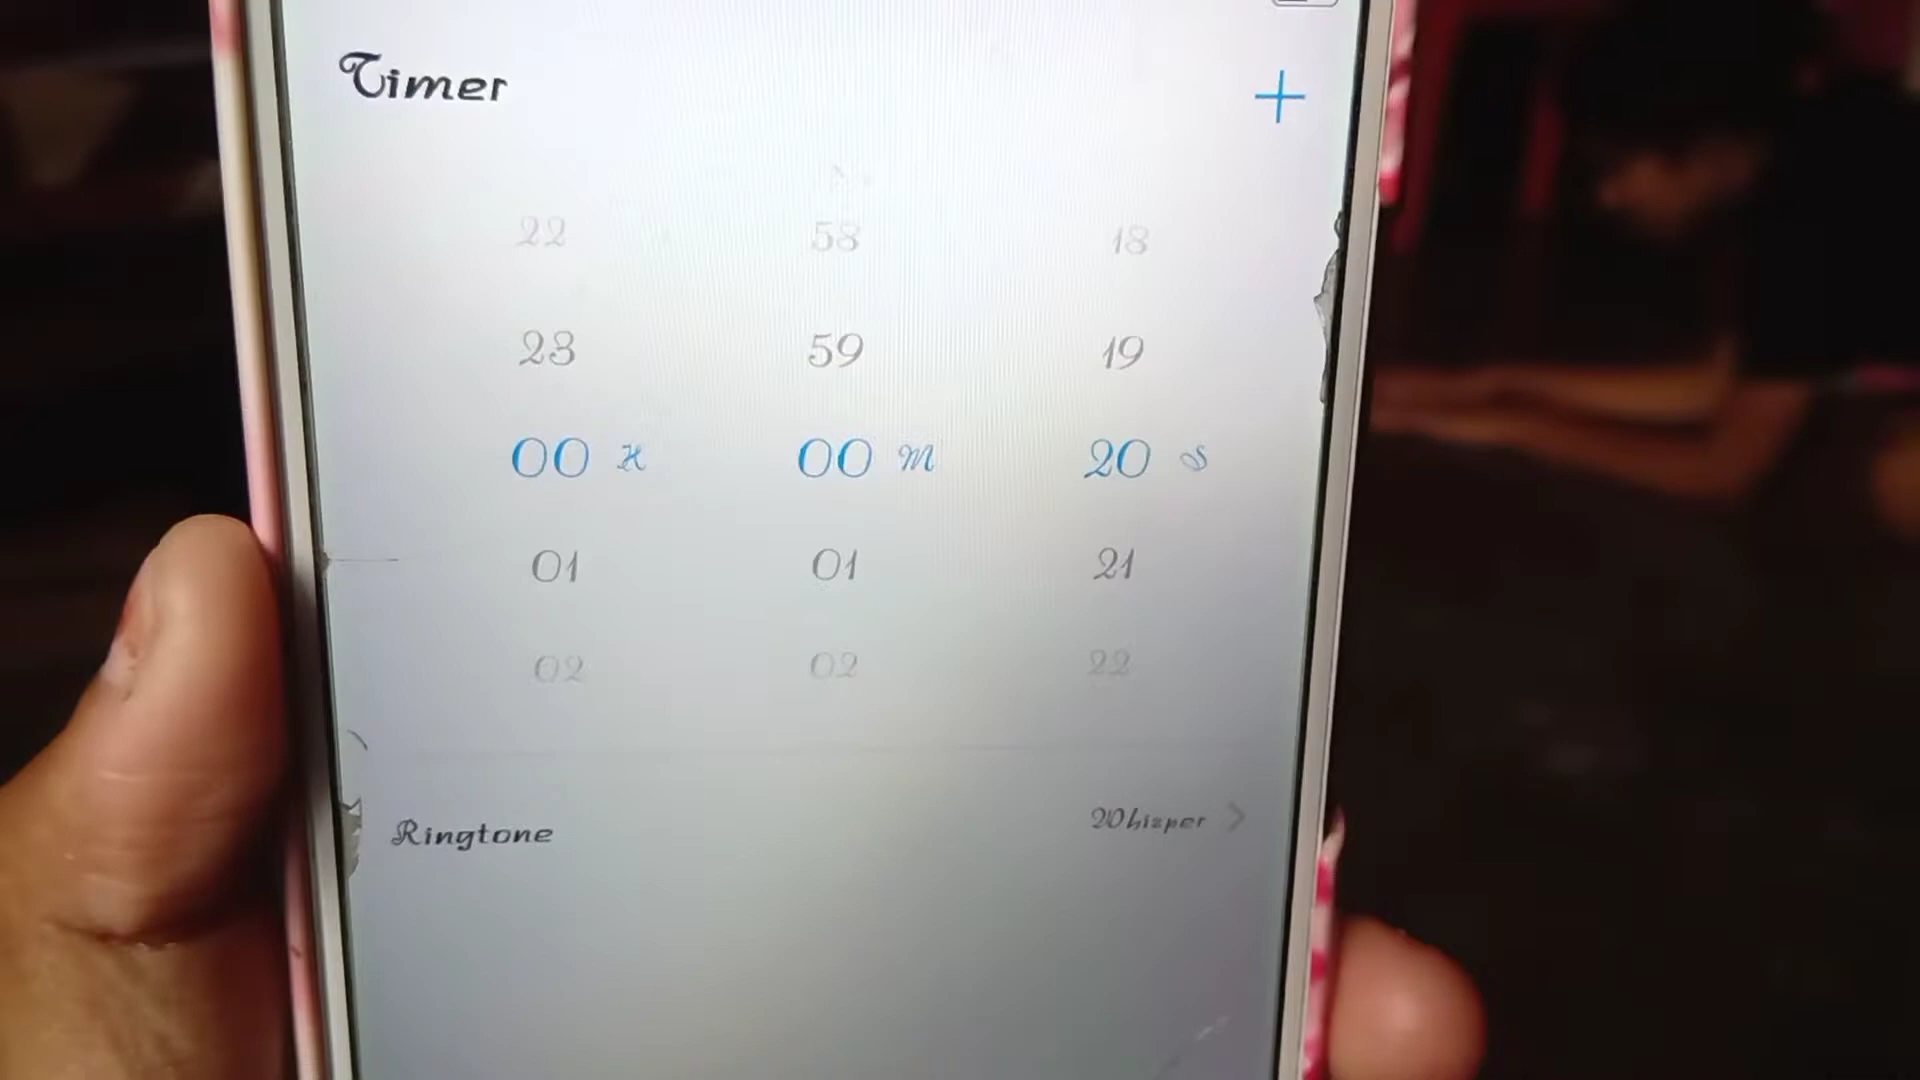 Timer +
22 58 18
23 59 19
00 H 00 M 20 S
01 01 21
02 02 22
Ringtone Whisper >